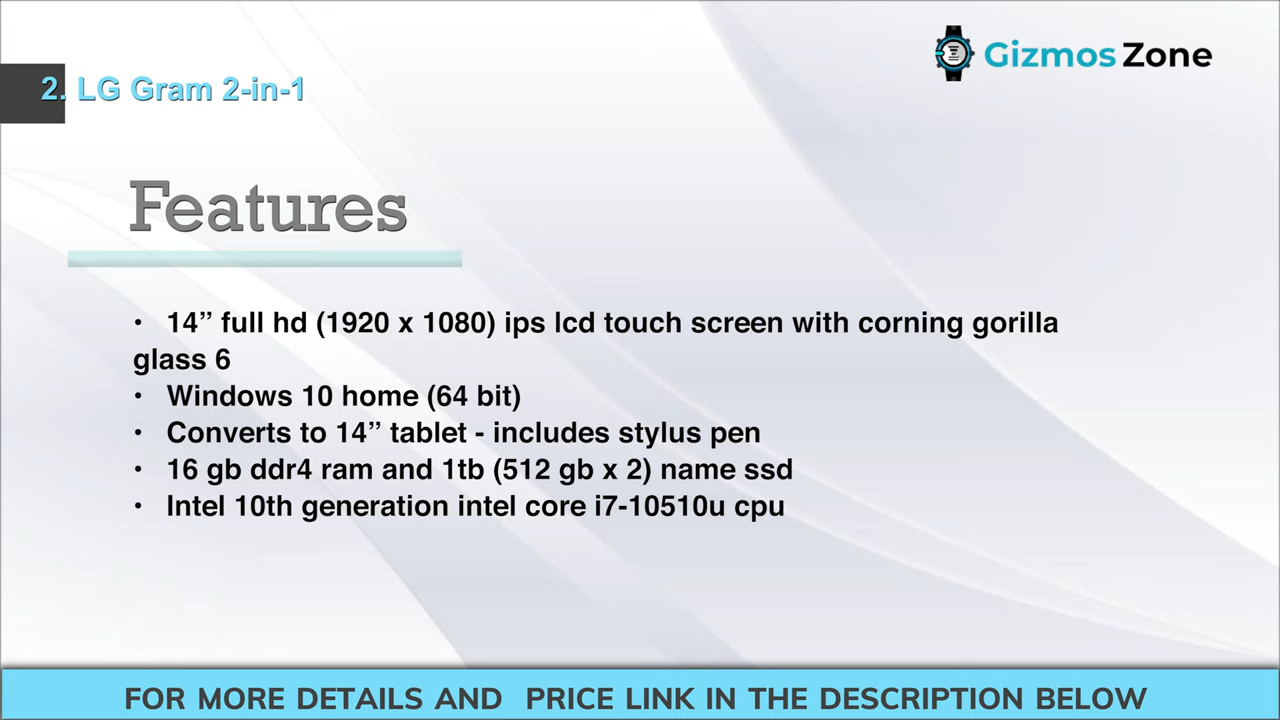 Gizmos Zone
2. LG Gram 2-in-1
Features
• 14” full hd (1920 x 1080) ips lcd touch screen with corning gorilla
glass 6
• Windows 10 home (64 bit)
• Converts to 14” tablet - includes stylus pen
• 16 gb ddr4 ram and 1tb (512 gb x 2) name ssd
• Intel 10th generation intel core i7-10510u cpu
FOR MORE DETAILS AND PRICE LINK IN THE DESCRIPTION BELOW